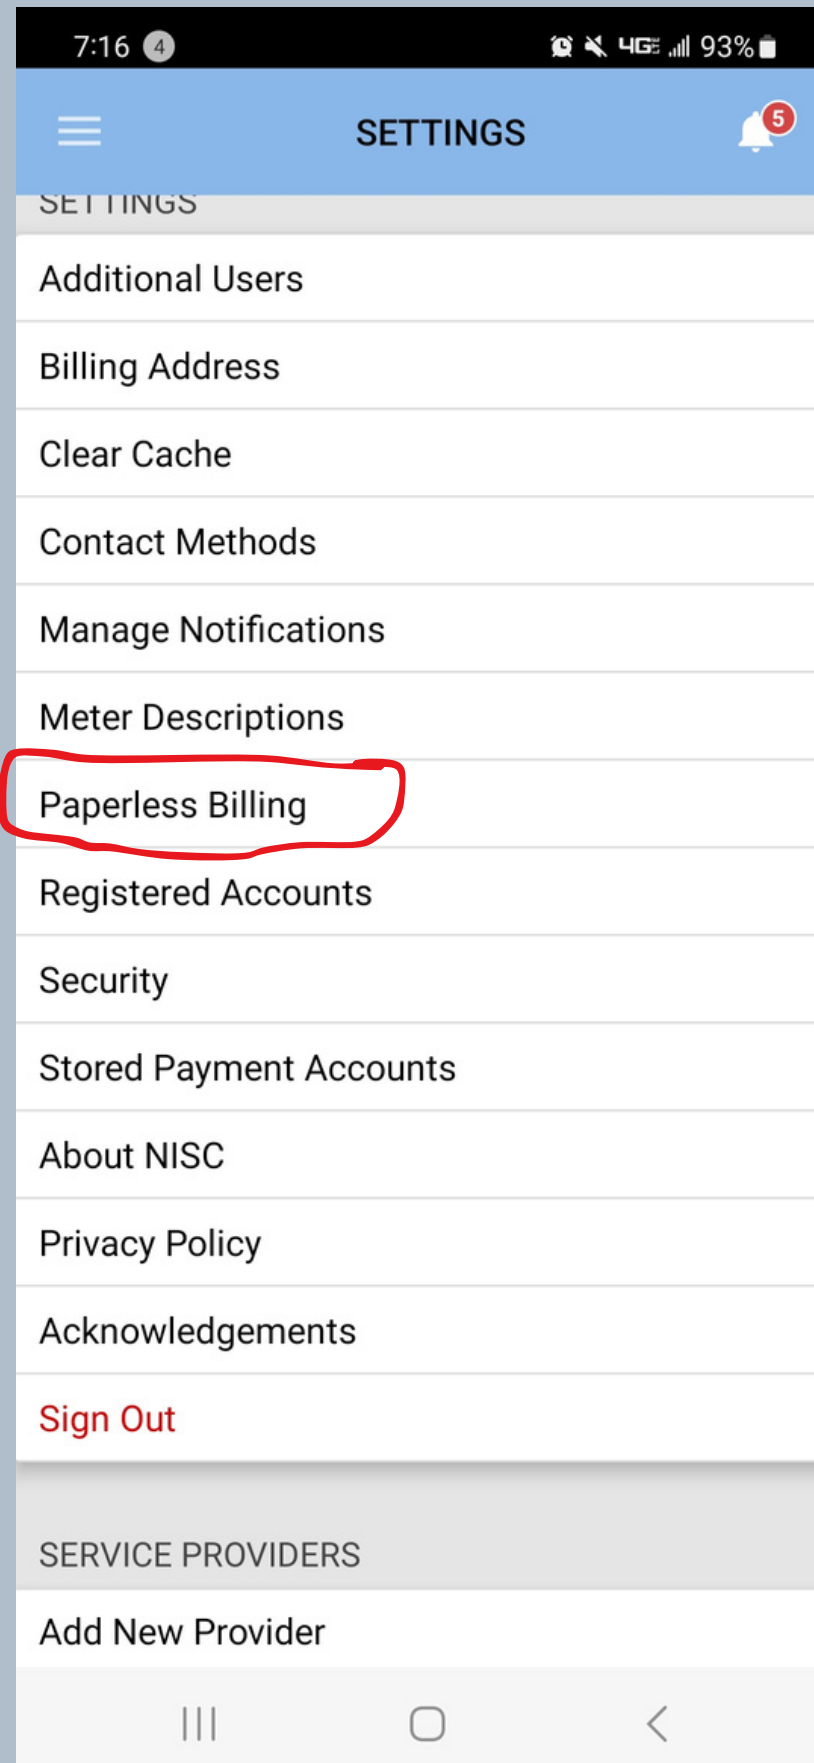 7:16 4 4G 93%
SETTINGS 5
SETTINGS
Additional Users
Billing Address
Clear Cache
Contact Methods
Manage Notifications
Meter Descriptions
Paperless Billing
Registered Accounts
Security
Stored Payment Accounts
About NISC
Privacy Policy
Acknowledgements
Sign Out
SERVICE PROVIDERS
Add New Provider